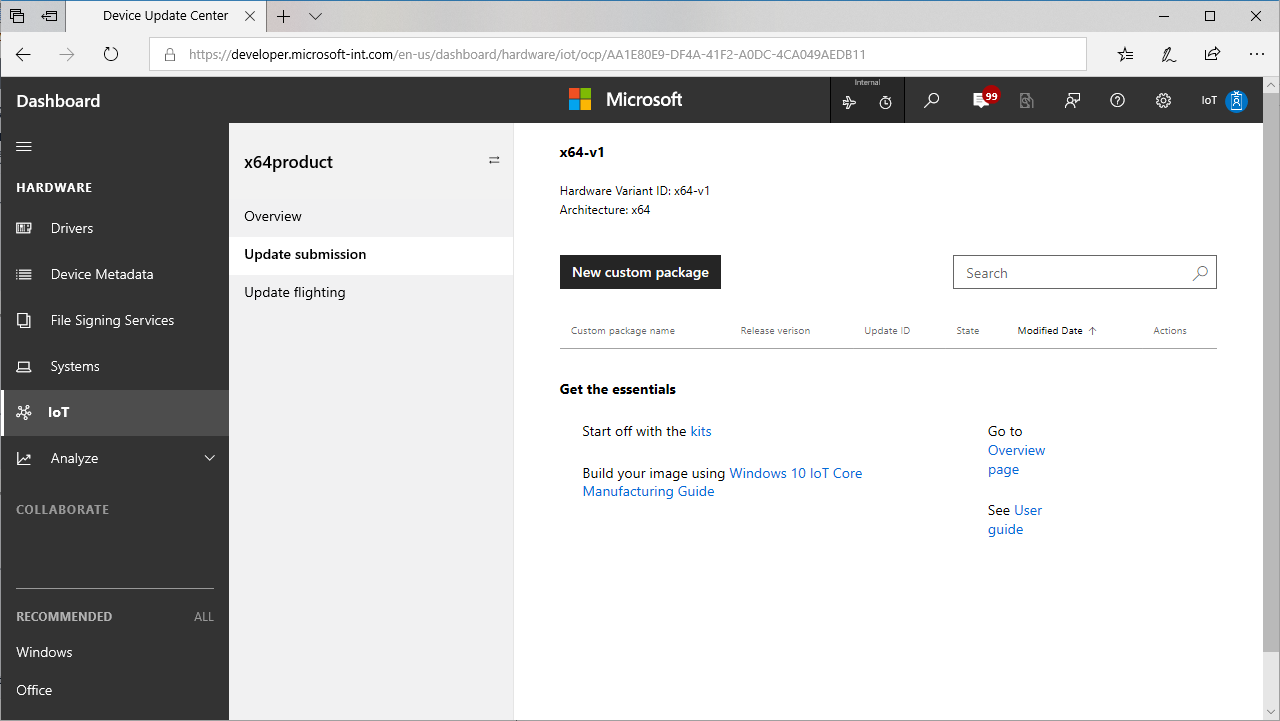 Device Update Center
https://developer.microsoft-int.com/en-us/dashboard/hardware/iot/ocp/AA1E80E9-DF4A-41F2-A0DC-4CA049AEDB11
Dashboard
Microsoft
Internal
99
IoT
HARDWARE
Drivers
Device Metadata
File Signing Services
Systems
IoT
Analyze
COLLABORATE
RECOMMENDED ALL
Windows
Office
x64product
Overview
Update submission
Update flighting
x64-v1
Hardware Variant ID: x64-v1
Architecture: x64
New custom package
Search
Custom package name Release verison Update ID State Modified Date Actions
Get the essentials
Start off with the kits
Build your image using Windows 10 IoT Core
Manufacturing Guide
Go to
Overview
page
See User
guide